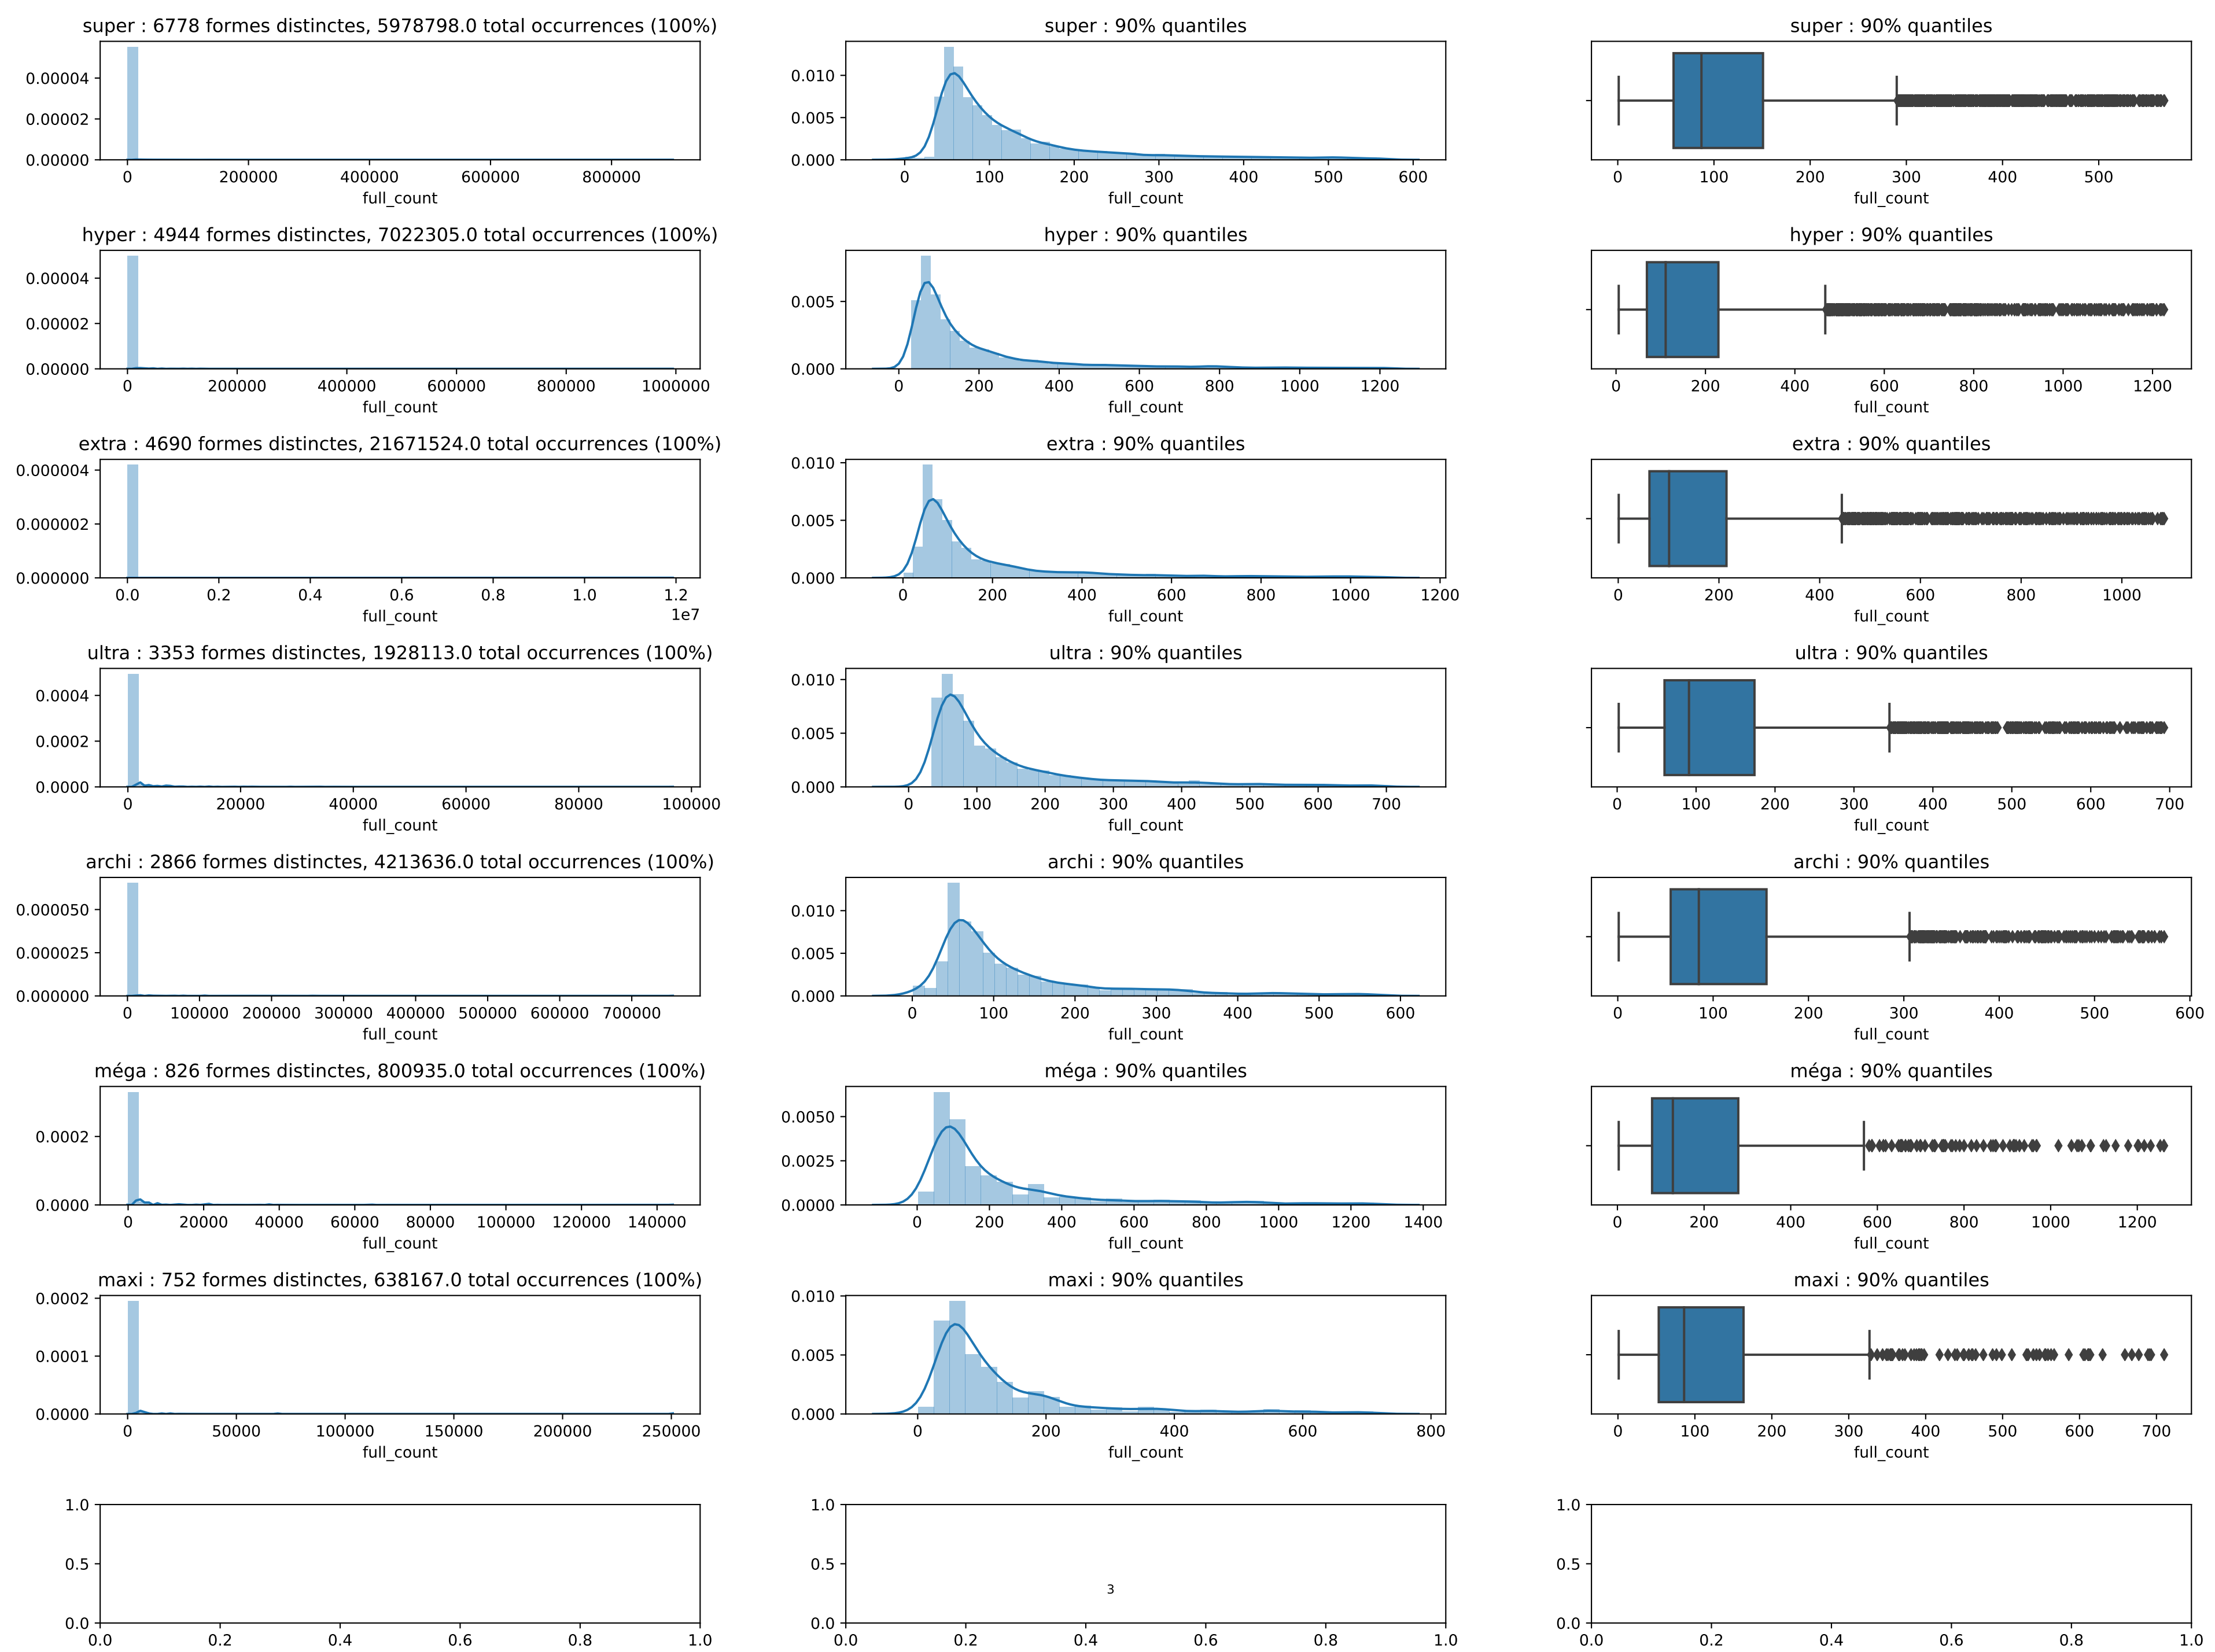 super : 6778 formes distinctes, 5978798.0 total occurrences (100%)
super : 90% quantiles
super : 90% quantiles
0.00004
0.00002
0.00000
0 200000 400000 600000 800000
full_count
0.010
0.005
0.000
0 100 200 300 400 500 600
full_count
0 100 200 300 400 500
full_count
hyper : 4944 formes distinctes, 7022305.0 total occurrences (100%)
hyper : 90% quantiles
hyper : 90% quantiles
0.00004
0.00002
0.00000
0 200000 400000 600000 800000 1000000
full_count
0.005
0.000
0 200 400 600 800 1000 1200
full_count
0 200 400 600 800 1000 1200
full_count
extra : 4690 formes distinctes, 21671524.0 total occurrences (100%)
extra : 90% quantiles
extra : 90% quantiles
0.000004
0.000002
0.000000
0.0 0.2 0.4 0.6 0.8 1.0 1.2
full_count
1e7
0.010
0.005
0.000
0 200 400 600 800 1000 1200
full_count
0 200 400 600 800 1000
full_count
ultra : 3353 formes distinctes, 1928113.0 total occurrences (100%)
ultra : 90% quantiles
ultra : 90% quantiles
0.0004
0.0002
0.0000
0 20000 40000 60000 80000 100000
full_count
0.010
0.005
0.000
0 100 200 300 400 500 600 700
full_count
0 100 200 300 400 500 600 700
full_count
archi : 2866 formes distinctes, 4213636.0 total occurrences (100%)
archi : 90% quantiles
archi : 90% quantiles
0.000050
0.000025
0.000000
0 100000 200000 300000 400000 500000 600000 700000
full_count
0.010
0.005
0.000
0 100 200 300 400 500 600
full_count
0 100 200 300 400 500 600
full_count
méga : 826 formes distinctes, 800935.0 total occurrences (100%)
méga : 90% quantiles
méga : 90% quantiles
0.0002
0.0000
0 20000 40000 60000 80000 100000 120000 140000
full_count
0.0050
0.0025
0.0000
0 200 400 600 800 1000 1200 1400
full_count
0 200 400 600 800 1000 1200
full_count
maxi : 752 formes distinctes, 638167.0 total occurrences (100%)
maxi : 90% quantiles
maxi : 90% quantiles
0.0002
0.0001
0.0000
0 50000 100000 150000 200000 250000
full_count
0.010
0.005
0.000
0 200 400 600 800
full_count
0 100 200 300 400 500 600 700
full_count
1.0
0.5
0.0
0.0 0.2 0.4 0.6 0.8 1.0
1.0
0.5
0.0
3
0.0 0.2 0.4 0.6 0.8 1.0
1.0
0.5
0.0
0.0 0.2 0.4 0.6 0.8 1.0